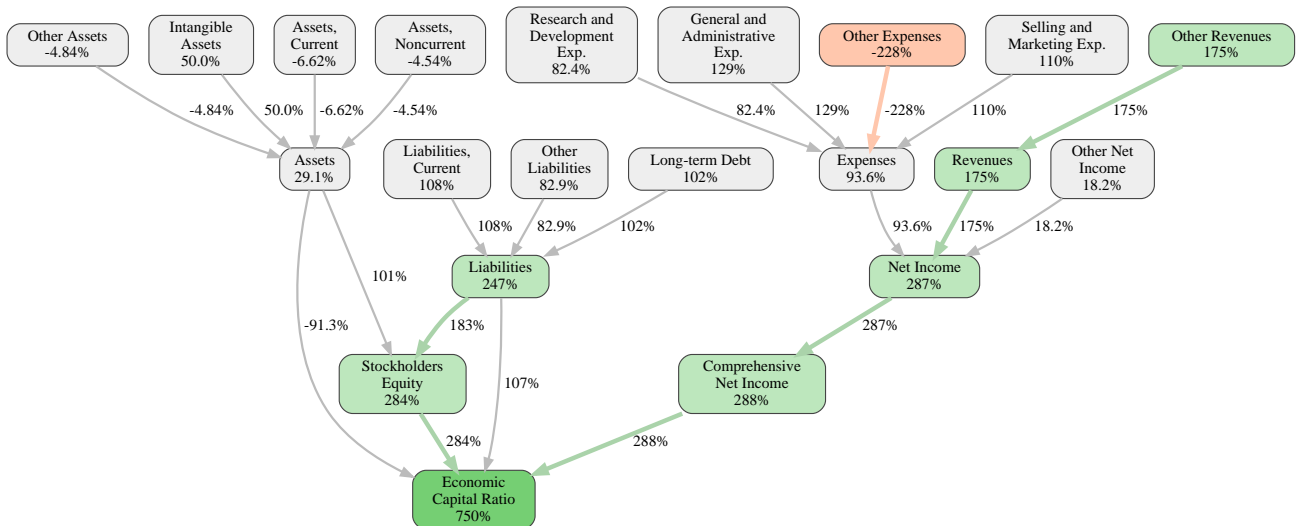 Other Assets
-4.84%
Intangible
Assets
50.0%
Assets,
Current
-6.62%
Assets,
Noncurrent
-4.54%
Research and
Development
Exp.
82.4%
General and
Administrative
Exp.
129%
Other Expenses
-228%
Selling and
Marketing Exp.
110%
Other Revenues
175%
-4.84%
50.0%
-6.62%
-4.54%
82.4%
129%
-228%
110%
175%
Assets
29.1%
Liabilities,
Current
108%
Other
Liabilities
82.9%
Long-term Debt
102%
Expenses
93.6%
Revenues
175%
Other Net
Income
18.2%
108%
82.9%
102%
93.6%
175%
18.2%
101%
Liabilities
247%
Net Income
287%
-91.3%
183%
287%
Stockholders
Equity
284%
107%
Comprehensive
Net Income
288%
284%
288%
Economic
Capital Ratio
750%